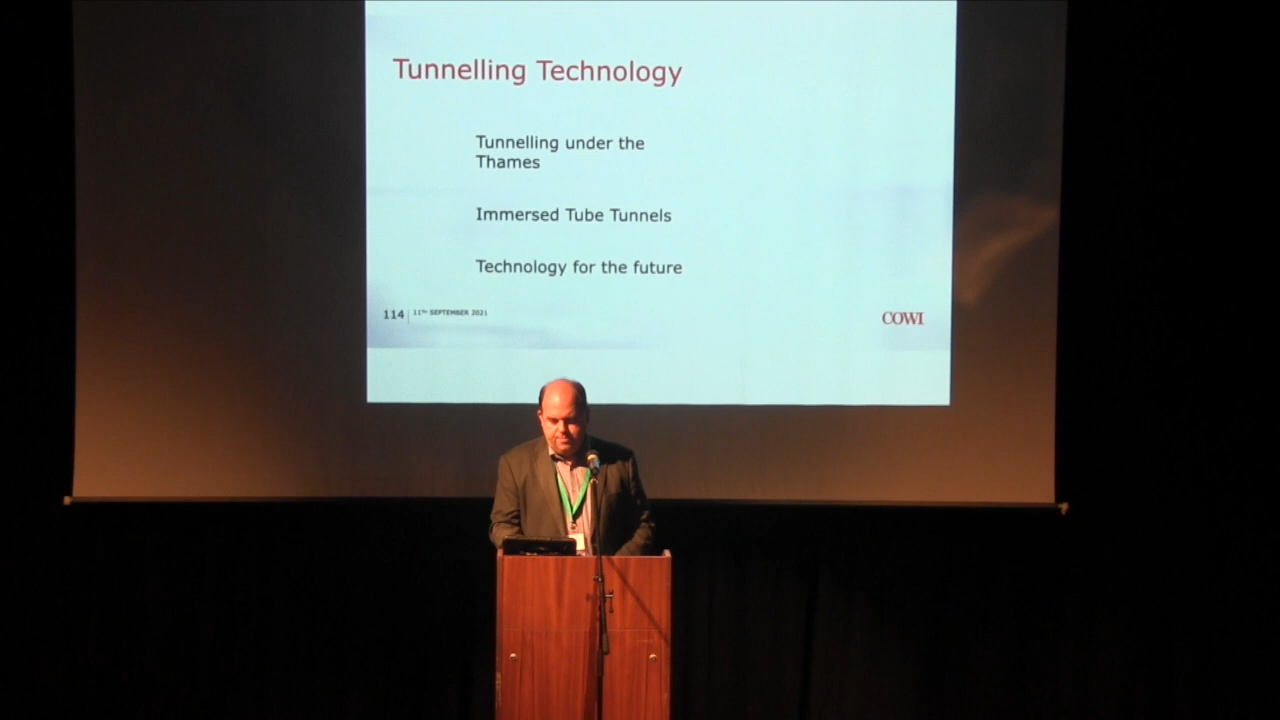 Tunnelling Technology
Tunnelling under the
Thames
Immersed Tube Tunnels
Technology for the future
114 11TH SEPTEMBER 2021
COWI